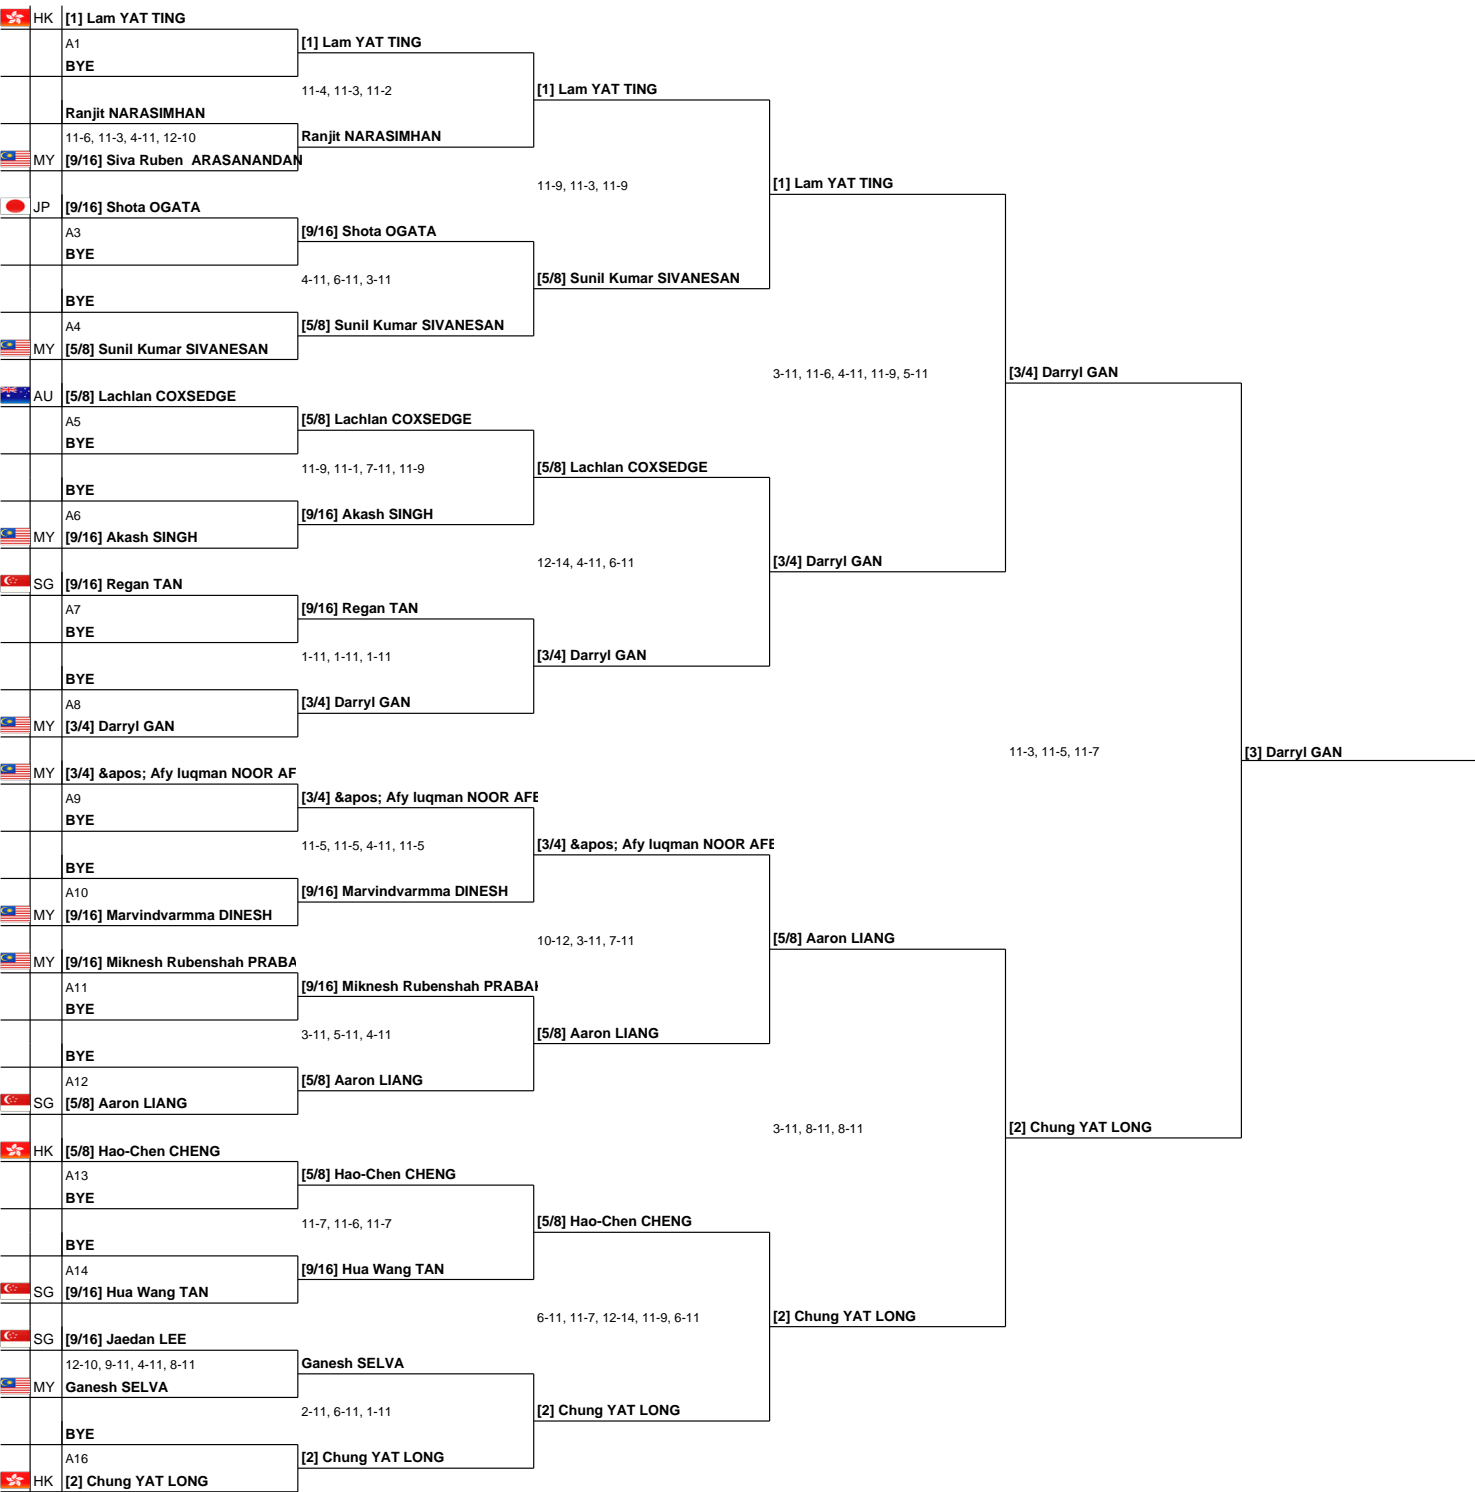 HK [1] Lam YAT TING
A1
BYE
Ranjit NARASIMHAN
11-6, 11-3, 4-11, 12-10
MY [9/16] Siva Ruben  ARASANANDAN
JP [9/16] Shota OGATA
A3
BYE
BYE
A4
MY [5/8] Sunil Kumar SIVANESAN
AU [5/8] Lachlan COXSEDGE
A5
BYE
BYE
A6
MY [9/16] Akash SINGH
SG [9/16] Regan TAN
A7
BYE
BYE
A8
MY [3/4] Darryl GAN
MY [3/4] &apos; Afy luqman NOOR AF
A9
BYE
BYE
A10
MY [9/16] Marvindvarmma DINESH
MY [9/16] Miknesh Rubenshah PRABA
A11
BYE
BYE
A12
SG [5/8] Aaron LIANG
HK [5/8] Hao-Chen CHENG
A13
BYE
BYE
A14
SG [9/16] Hua Wang TAN
SG [9/16] Jaedan LEE
12-10, 9-11, 4-11, 8-11
MY Ganesh SELVA
BYE
A16
HK [2] Chung YAT LONG
[1] Lam YAT TING
11-4, 11-3, 11-2
Ranjit NARASIMHAN
[9/16] Shota OGATA
4-11, 6-11, 3-11
[5/8] Sunil Kumar SIVANESAN
[5/8] Lachlan COXSEDGE
11-9, 11-1, 7-11, 11-9
[9/16] Akash SINGH
[9/16] Regan TAN
1-11, 1-11, 1-11
[3/4] Darryl GAN
[3/4] &apos; Afy luqman NOOR AFE
11-5, 11-5, 4-11, 11-5
[9/16] Marvindvarmma DINESH
[9/16] Miknesh Rubenshah PRABAK
3-11, 5-11, 4-11
[5/8] Aaron LIANG
[5/8] Hao-Chen CHENG
11-7, 11-6, 11-7
[9/16] Hua Wang TAN
Ganesh SELVA
2-11, 6-11, 1-11
[2] Chung YAT LONG
[1] Lam YAT TING
11-9, 11-3, 11-9
[5/8] Sunil Kumar SIVANESAN
[5/8] Lachlan COXSEDGE
12-14, 4-11, 6-11
[3/4] Darryl GAN
[3/4] &apos; Afy luqman NOOR AFE
10-12, 3-11, 7-11
[5/8] Aaron LIANG
[5/8] Hao-Chen CHENG
6-11, 11-7, 12-14, 11-9, 6-11
[2] Chung YAT LONG
[1] Lam YAT TING
3-11, 11-6, 4-11, 11-9, 5-11
[3/4] Darryl GAN
[5/8] Aaron LIANG
3-11, 8-11, 8-11
[2] Chung YAT LONG
[3/4] Darryl GAN
11-3, 11-5, 11-7
[2] Chung YAT LONG
[3] Darryl GAN